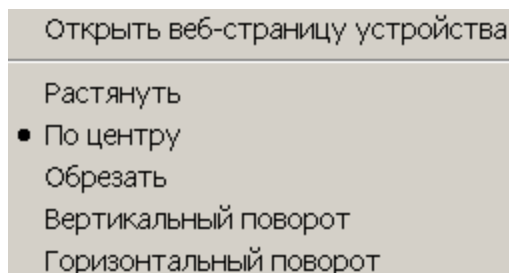 Открыть веб-страницу устройства
Растянуть
По центру
Обрезать
Вертикальный поворот
Горизонтальный поворот